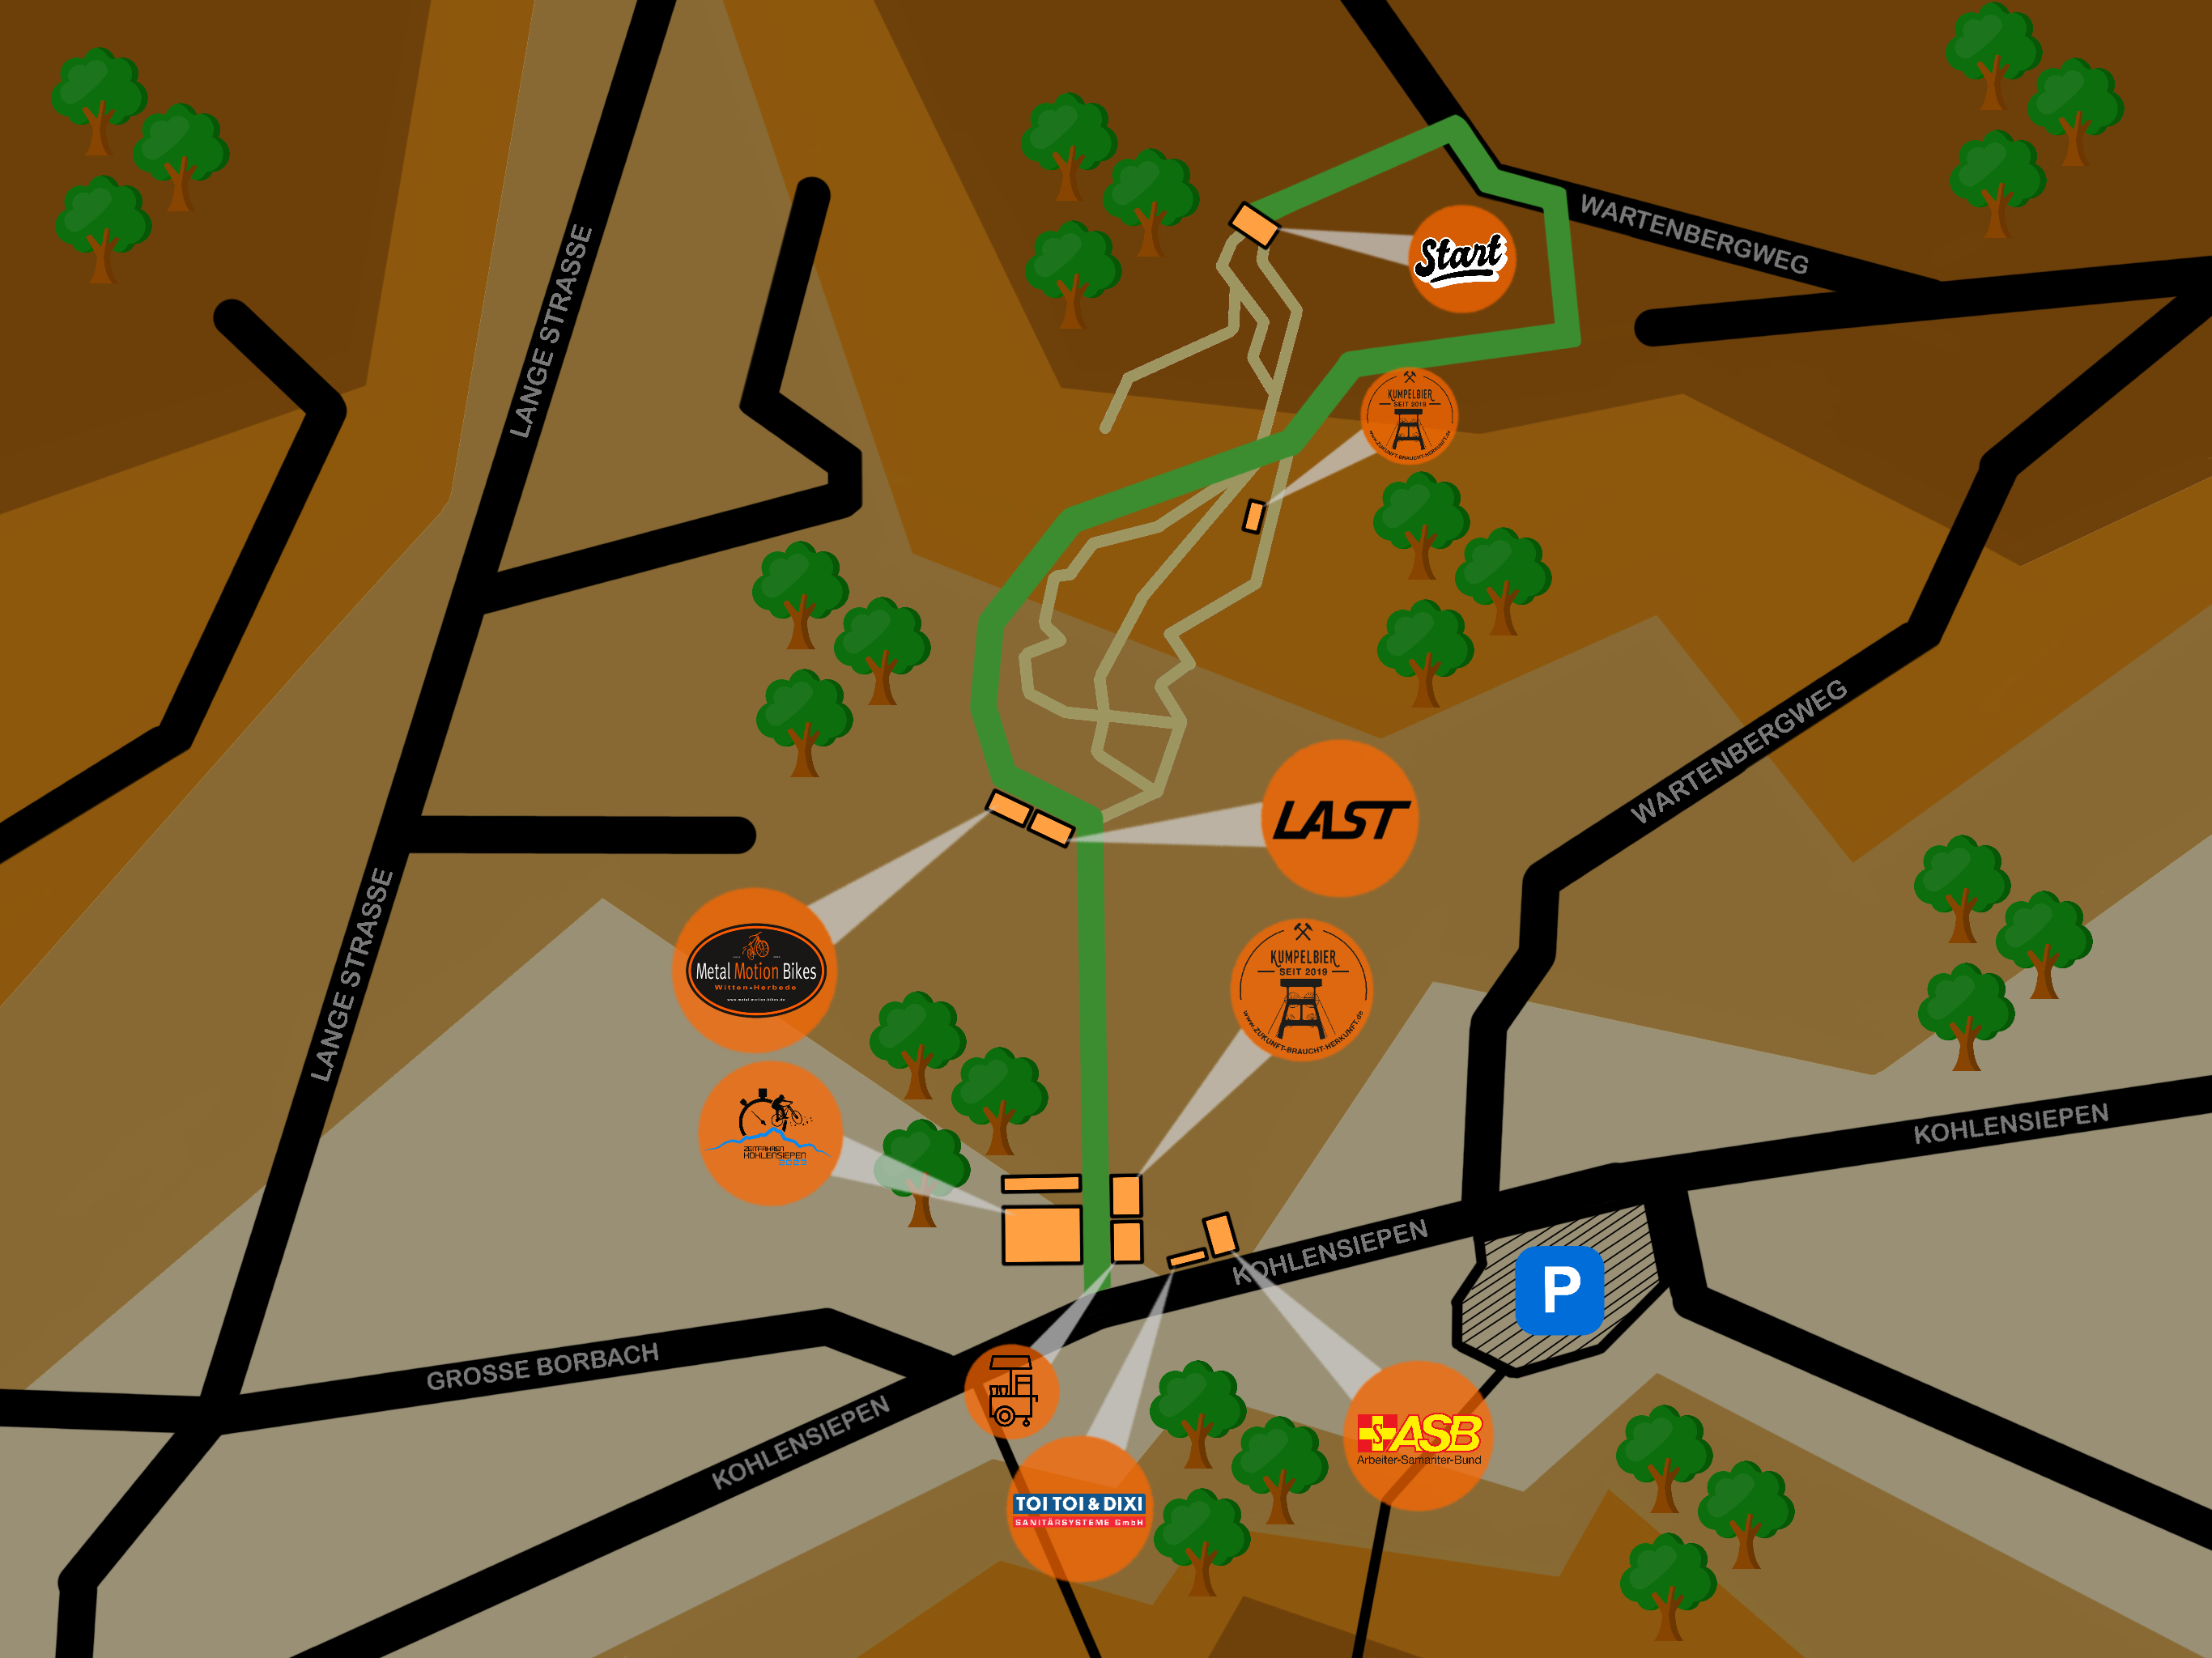 WARTENBERGWEG
LANGE STRASSE
Start
KUMPELBIER
SEIT 2019
www.ZUKUNFT-BRAUCHT-HERKUNFT.de
WARTENBERGWEG
LAST
LANGE STRASSE
Metal Motion Bikes
Witten-Herbede
www.metal-motion-bikes.de
KUMPELBIER
SEIT 2019
www.ZUKUNFT-BRAUCHT-HERKUNFT.de
ZEITFAHREN
KOHLENSIEPEN
2023
KOHLENSIEPEN
KOHLENSIEPEN
P
GROSSE BORBACH
KOHLENSIEPEN
S ASB
Arbeiter-Samariter-Bund
TOI TOI & DIXI
SANITÄRSYSTEME GmbH